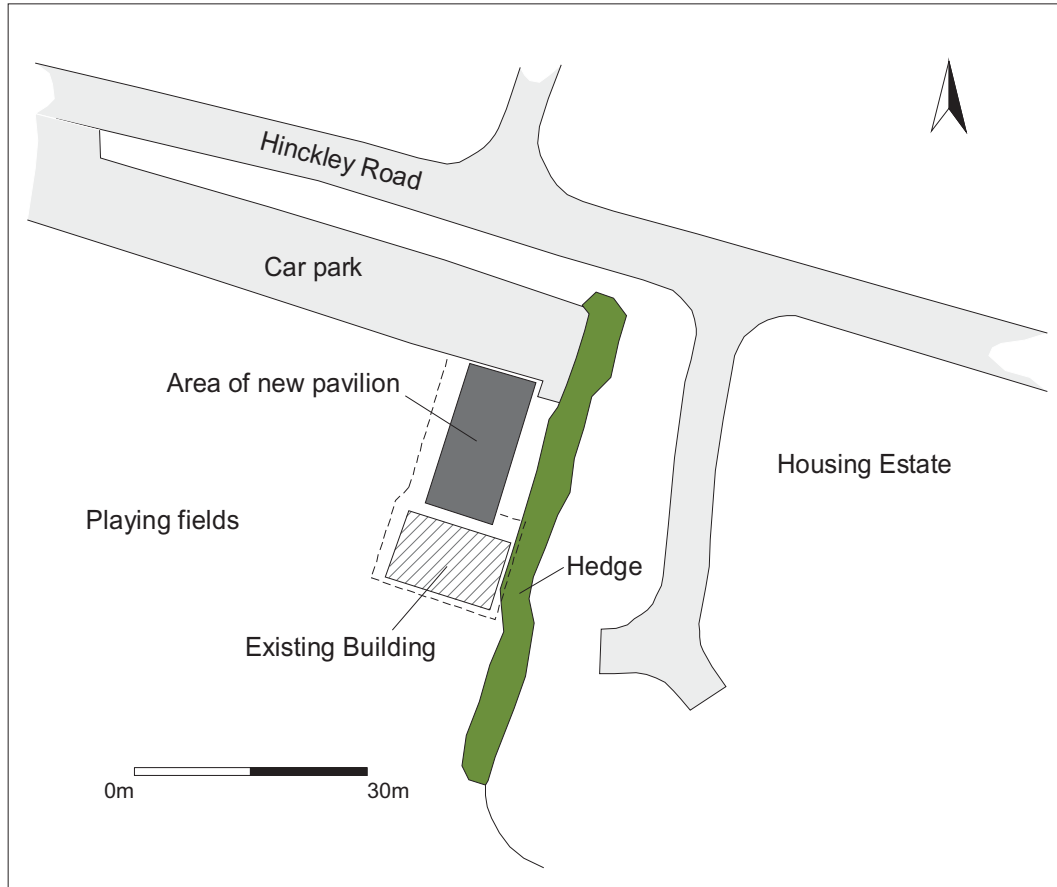 Hinckley Road
Car park
Area of new pavilion
Housing Estate
Playing fields
Hedge
Existing Building
0m 30m